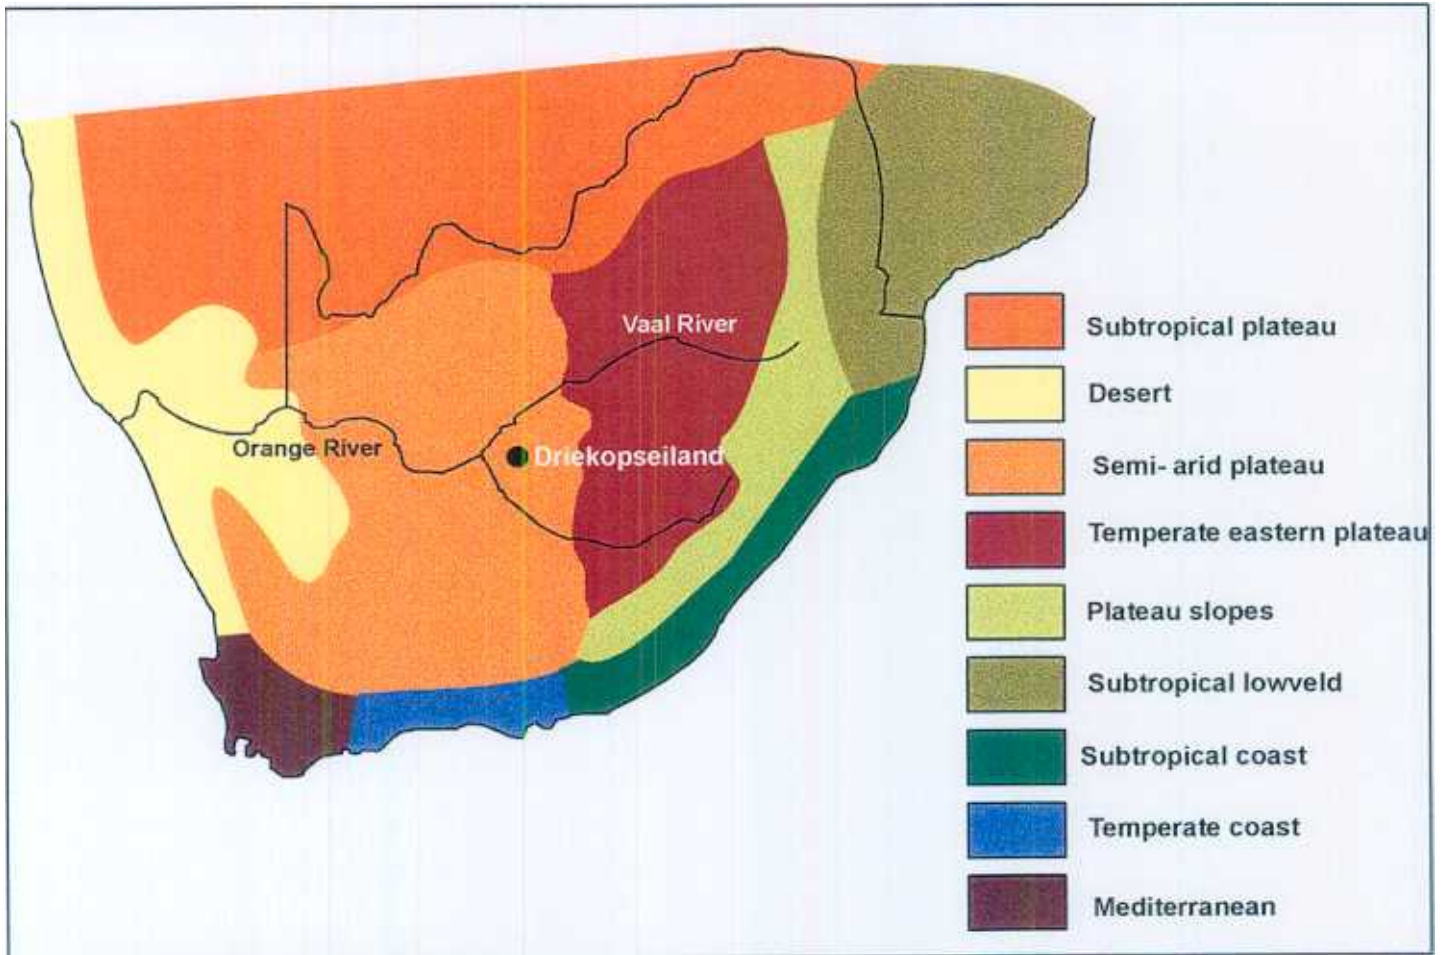 Vaal River
Orange River
Driekopseiland
Subtropical plateau
Desert
Semi- arid plateau
Temperate eastern plateau
Plateau slopes
Subtropical lowveld
Subtropical coast
Temperate coast
Mediterranean